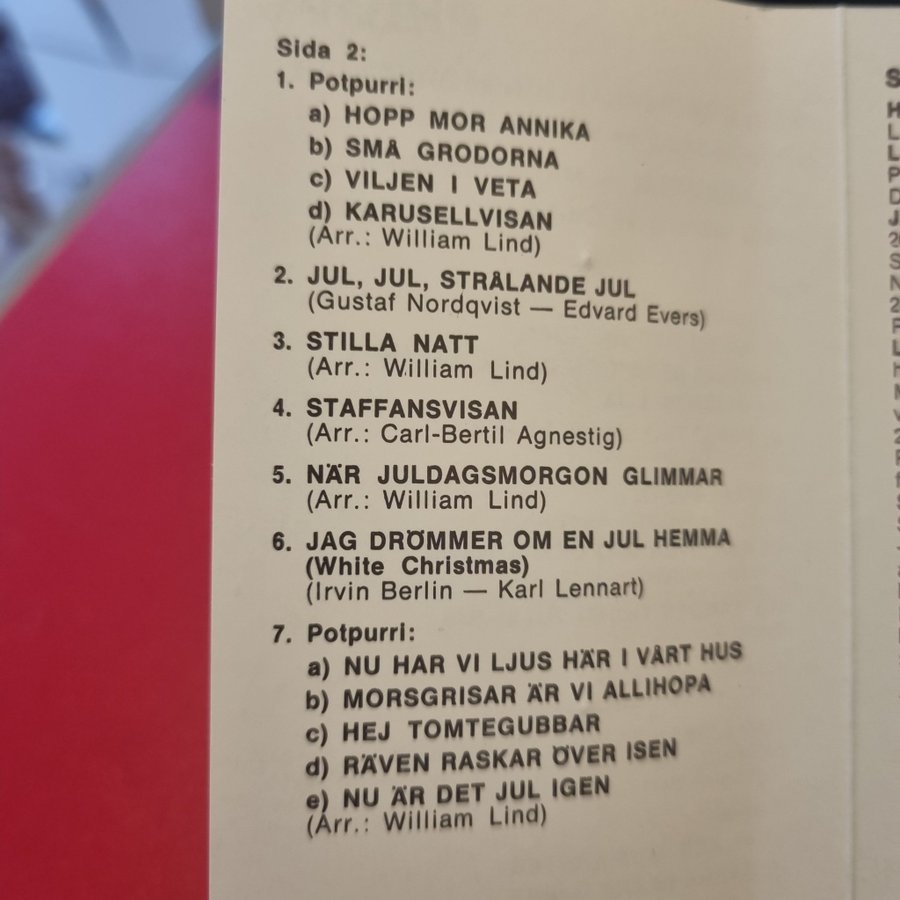 Sida 2:
1. Potpurri:
a) HOPP MOR ANNIKA
b) SMÅ GRODORNA
c) VILJEN I VETA
d) KARUSELLVISAN
(Arr.: William Lind)
2. JUL, JUL, STRÅLANDE JUL
(Gustaf Nordqvist — Edvard Evers)
3. STILLA NATT
(Arr.: William Lind)
4. STAFFANSVISAN
(Arr.: Carl-Bertil Agnestig)
5. NÄR JULDAGSMORGON GLIMMAR
(Arr.: William Lind)
6. JAG DRÖMMER OM EN JUL HEMMA
(White Christmas)
(Irvin Berlin — Karl Lennart)
7. Potpurri:
a) NU HAR VI LJUS HÄR I VÅRT HUS
b) MORSGRISAR ÄR VI ALLIHOPA
c) HEJ TOMTEGUBBAR
d) RÄVEN RASKAR ÖVER ISEN
e) NU ÄR DET JUL IGEN
(Arr.: William Lind)